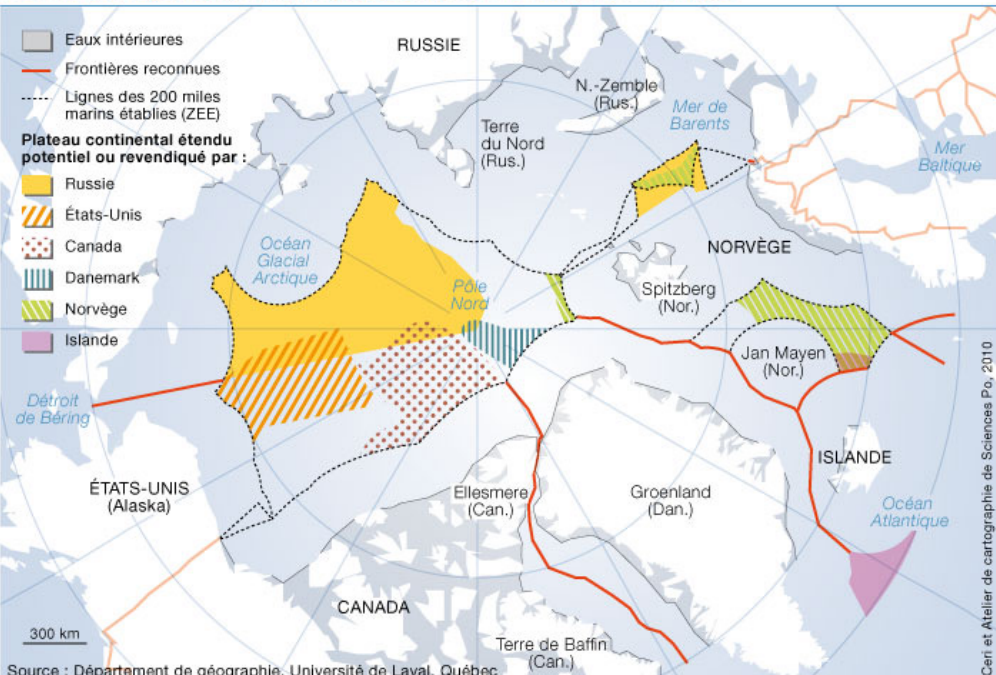 Eaux intérieures
Frontières reconnues
Lignes des 200 miles
marins établies (ZEE)
Plateau continental étendu
potentiel ou revendiqué par :
Russie
États-Unis
Canada
Danemark
Norvège
Islande
RUSSIE
N.-Zemble
(Rus.)
Mer de
Barents
Terre
du Nord
(Rus.)
Mer
Baltique
Océan
Glacial
Arctique
Pôle
Nord
NORVÈGE
Spitzberg
(Nor.)
Jan Mayen
(Nor.)
Détroit
de Béring
ÉTATS-UNIS
(Alaska)
Ellesmere
(Can.)
Groenland
(Dan.)
ISLANDE
Océan
Atlantique
CANADA
Terre de Baffin
(Can.)
300 km
Source : Département de géographie, Université de Laval, Québec
Ceri et Atelier de cartographie de Sciences Po, 2010